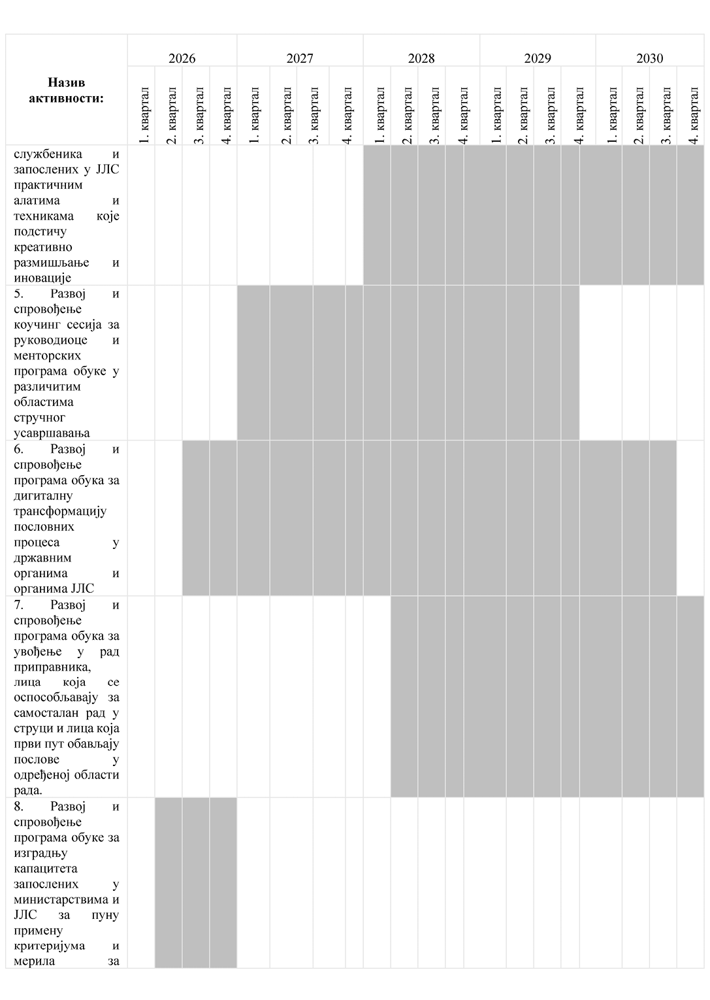 Назив
активности:
2026
2027
2028
2029
2030
1. квартал
2. квартал
3. квартал
4. квартал
1. квартал
2. квартал
3. квартал
4. квартал
1. квартал
2. квартал
3. квартал
4. квартал
1. квартал
2. квартал
3. квартал
4. квартал
1. квартал
2. квартал
3. квартал
4. квартал
службеника и
запослених у ЈЛС
практичним
алатима и
техникама које
подстичу
креативно
размишљање и
иновације
5. Развој и
спровођење
коучинг сесија за
руководиоце и
менторских
програма обуке у
различитим
областима
стручног
усавршавања
6. Развој и
спровођење
програма обука за
дигиталну
трансформацију
пословних
процеса у
државним
органима и
органима ЈЛС
7. Развој и
спровођење
програма обука за
увођење у рад
приправника,
лица која се
оспособљавају за
самосталан рад у
струци и лица која
први пут обављају
послове у
одређеној области
рада.
8. Развој и
спровођење
програма обуке за
изградњу
капацитета
запослених у
министарствима и
ЈЛС за пуну
примену
критеријума и
мерила за